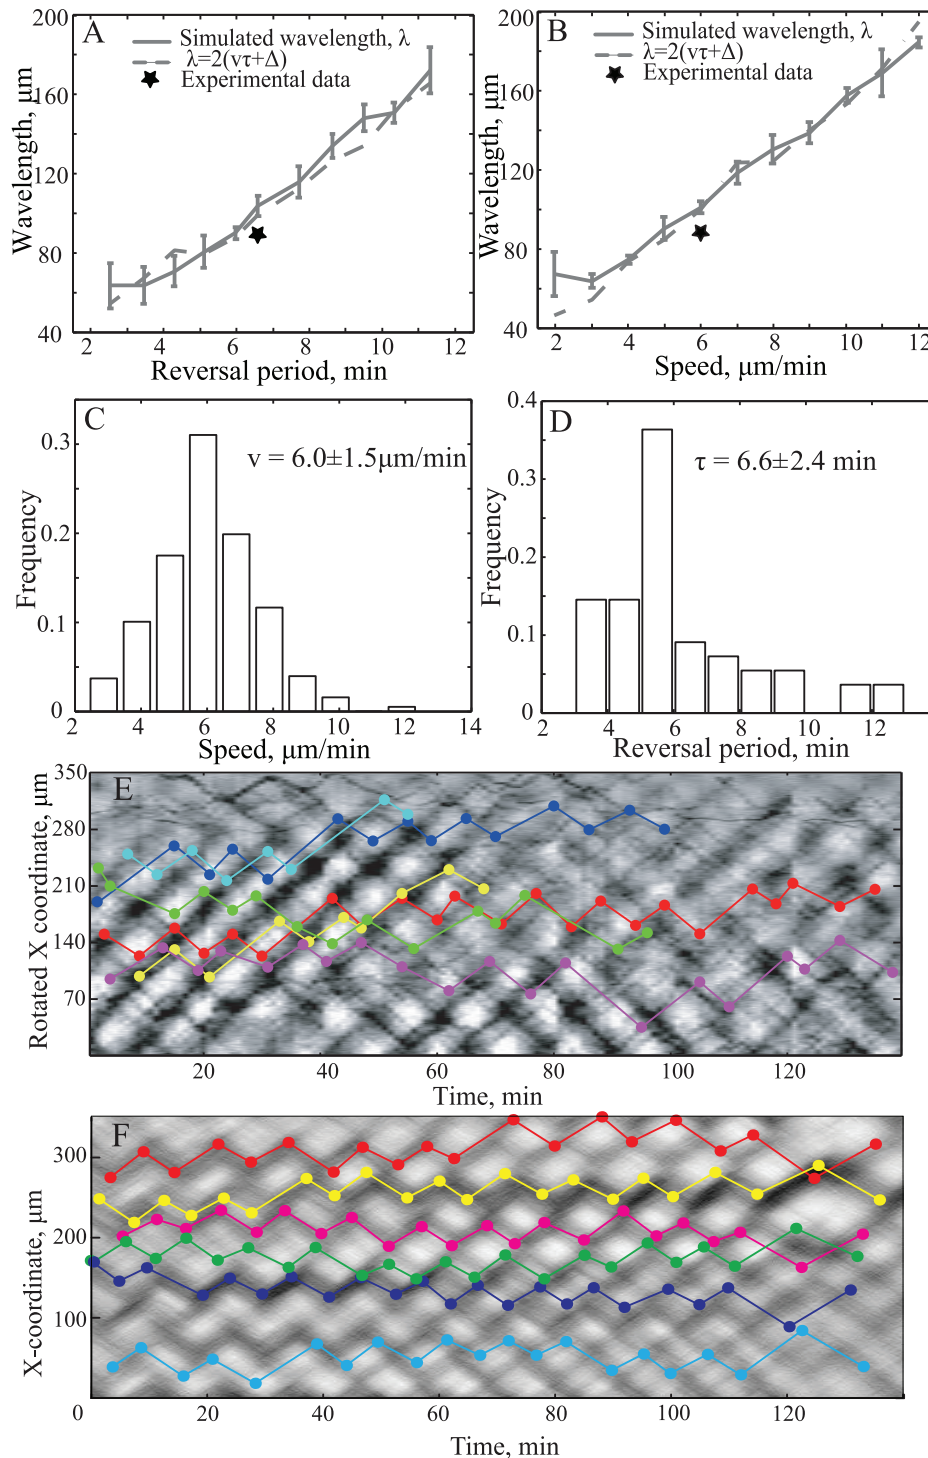 A
Simulated wavelength, λ
λ=2(vτ+Δ)
Experimental data
Wavelength, μm
200
160
120
80
40
2 4 6 8 10 12
Reversal period, min
B
Simulated wavelength, λ
λ=2(vτ+Δ)
Experimental data
Wavelength, μm
200
160
120
80
40
2 4 6 8 10 12
Speed, μm/min
C
v = 6.0±1.5μm/min
Frequency
0.3
0.2
0.1
0
2 4 6 8 10 12 14
Speed, μm/min
D
τ = 6.6±2.4 min
Frequency
0.4
0.3
0.2
0.1
0
2 4 6 8 10 12
Reversal period, min
E
Rotated X coordinate, μm
350
280
210
140
70
20 40 60 80 100 120
Time, min
F
X-coordinate, μm
300
200
100
0 20 40 60 80 100 120
Time, min